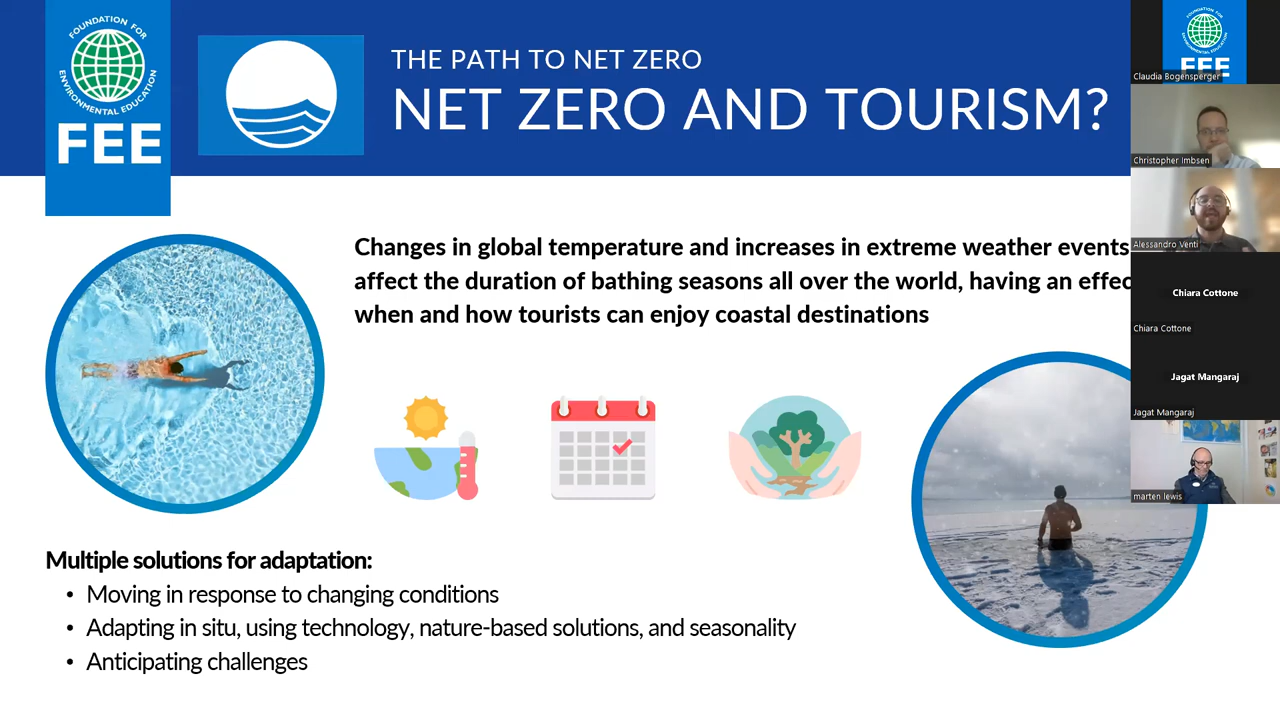 FOUNDATION FOR
ENVIRONMENTAL EDUCATION
FEE
THE PATH TO NET ZERO
NET ZERO AND TOURISM?
Changes in global temperature and increases in extreme weather events
affect the duration of bathing seasons all over the world, having an effec
when and how tourists can enjoy coastal destinations
Multiple solutions for adaptation:
• Moving in response to changing conditions
• Adapting in situ, using technology, nature-based solutions, and seasonality
• Anticipating challenges
FEE
Claudia Bogensperger
Christopher Imbsen
Alessandro Venti
Chiara Cottone
Chiara Cottone
Jagat Mangaraj
Jagat Mangaraj
marten lewis